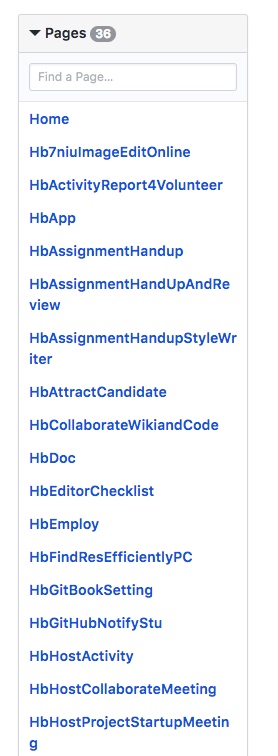 Pages 36
Find a Page...
Home
Hb7niuImageEditOnline
HbActivityReport4Volunteer
HbApp
HbAssignmentHandup
HbAssignmentHandUpAndRe
view
HbAssignmentHandupStyleWr
iter
HbAttractCandidate
HbCollaborateWikiandCode
HbDoc
HbEditorChecklist
HbEmploy
HbFindResEfficientlyPC
HbGitBookSetting
HbGitHubNotifyStu
HbHostActivity
HbHostCollaborateMeeting
HbHostProjectStartupMeetin
g